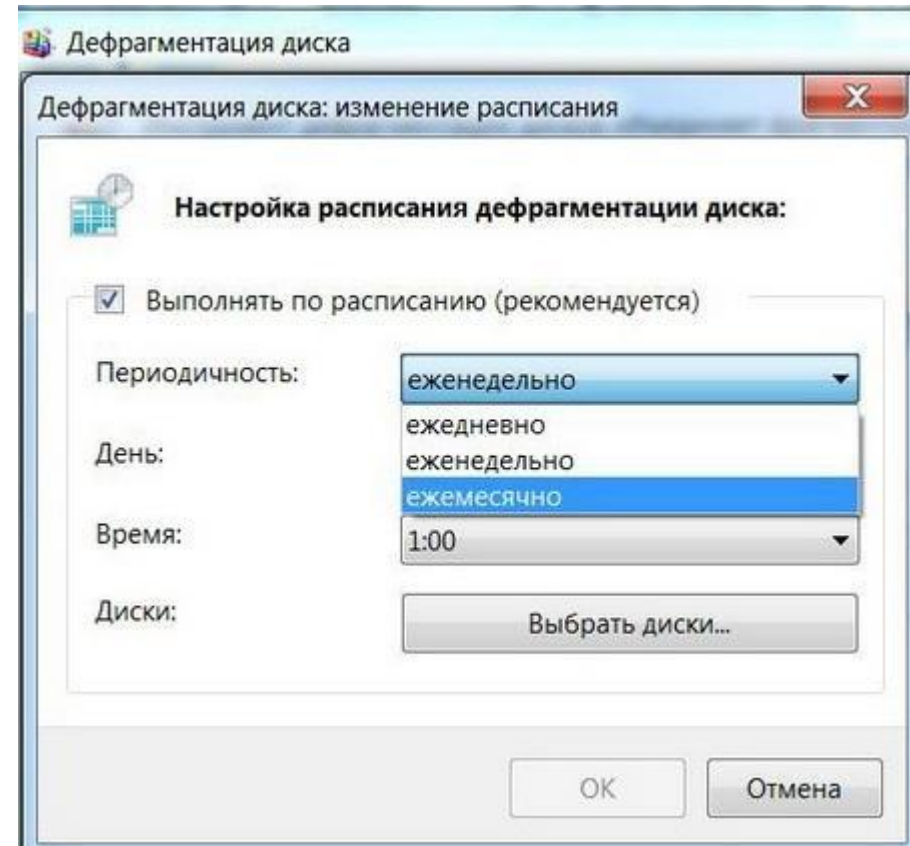 Дефрагментация диска
Дефрагментация диска: изменение расписания
Настройка расписания дефрагментации диска:
Выполнять по расписанию (рекомендуется)
Периодичность:
еженедельно
ежедневно
еженедельно
ежемесячно
День:
Время:
1:00
Диски:
Выбрать диски...
ОК
Отмена